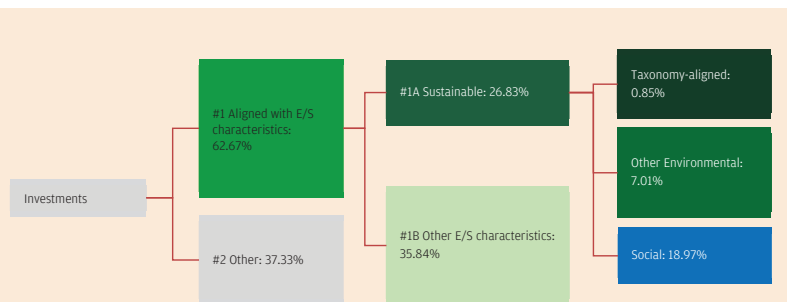 Investments
#1 Aligned with E/S
characteristics:
62.67%
#2 Other: 37.33%
#1A Sustainable: 26.83%
#1B Other E/S characteristics:
35.84%
Taxonomy-aligned:
0.85%
Other Environmental:
7.01%
Social: 18.97%